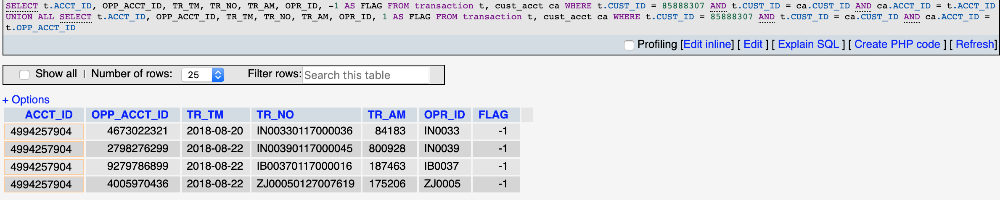 SELECT t.ACCT_ID, OPP_ACCT_ID, TR_TM, TR_NO, TR_AM, OPR_ID, -1 AS FLAG FROM transaction t, cust_acct ca WHERE t.CUST_ID = 85888307 AND t.CUST_ID = ca.CUST_ID AND ca.ACCT_ID = t.ACCT_ID
UNION ALL SELECT t.ACCT_ID, OPP_ACCT_ID, TR_TM, TR_NO, TR_AM, OPR_ID, 1 AS FLAG FROM transaction t, cust_acct ca WHERE t.CUST_ID = 85888307 AND t.CUST_ID = ca.CUST_ID AND ca.ACCT_ID =
t.OPP_ACCT_ID
Profiling [Edit inline] [ Edit ] [ Explain SQL ] [ Create PHP code ] [ Refresh]
Show all | Number of rows: 25 Filter rows: Search this table
+ Options
ACCT_ID OPP_ACCT_ID TR_TM TR_NO TR_AM OPR_ID FLAG
4994257904 4673022321 2018-08-20 IN00330117000036 84183 IN0033 -1
4994257904 2798276299 2018-08-22 IN00390117000045 800928 IN0039 -1
4994257904 9279786899 2018-08-22 IB00370117000016 187463 IB0037 -1
4994257904 4005970436 2018-08-22 ZJ00050127007619 175206 ZJ0005 -1